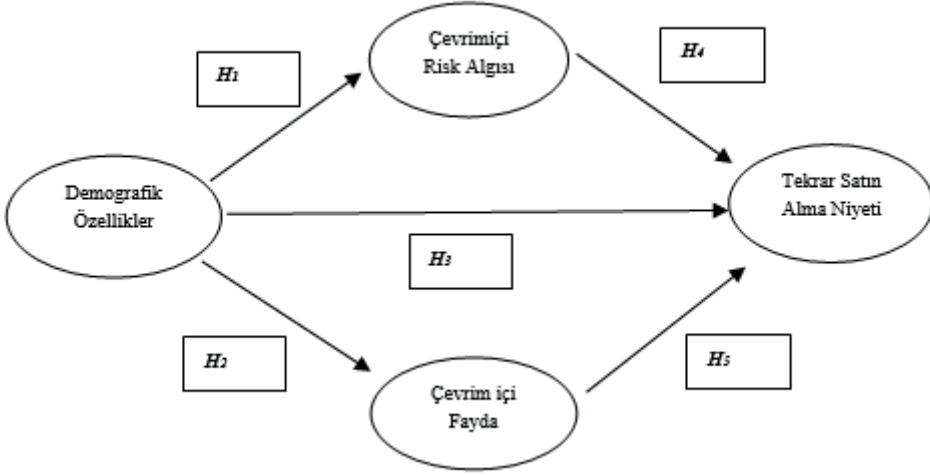 Çevrimiçi
Risk Algısı
H1
H4
Demografik
Özellikler
Tekrar Satın
Alma Niyeti
H3
H2
H5
Çevrim içi
Fayda